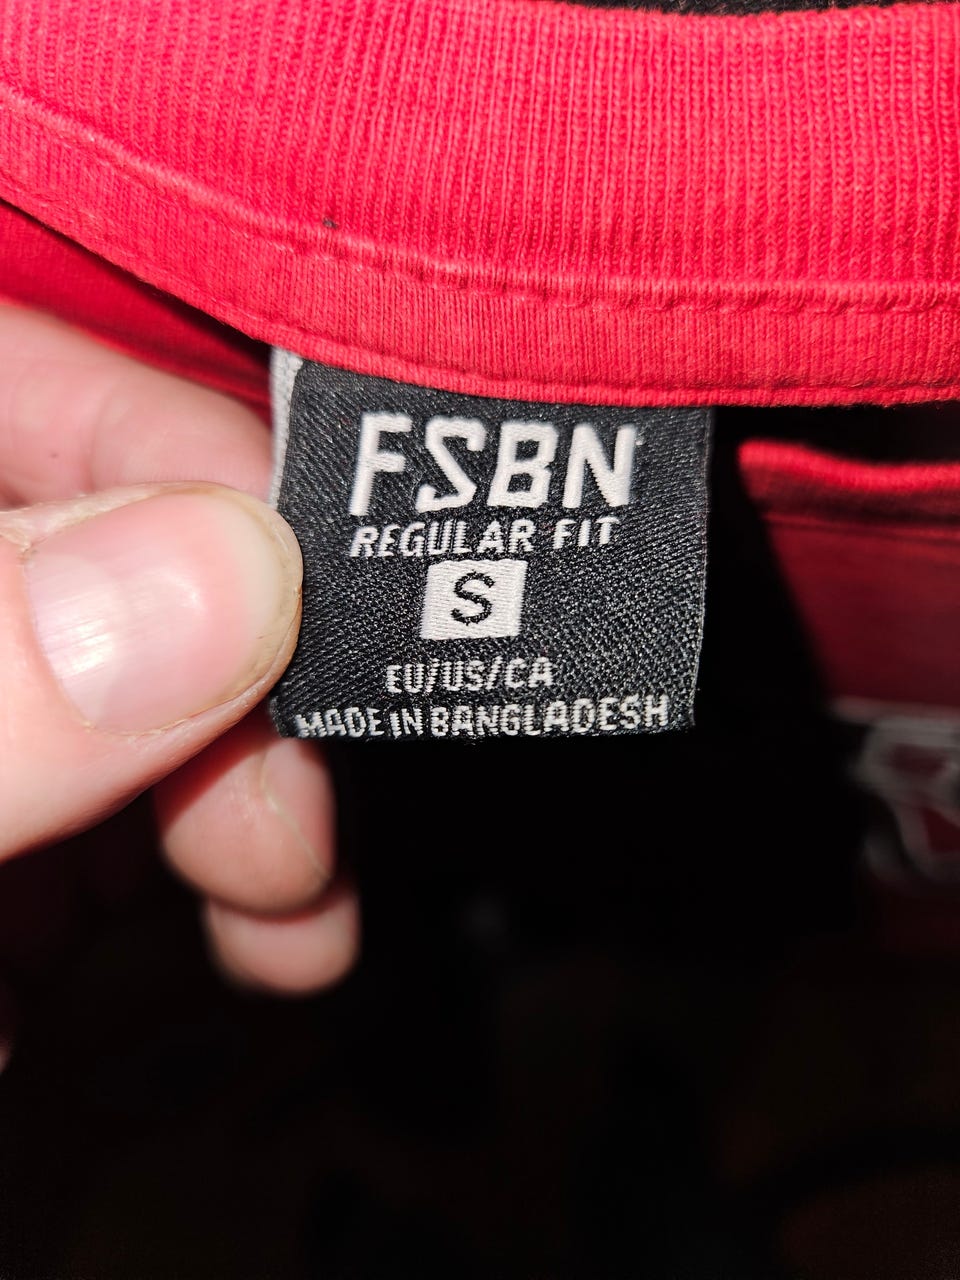 FSBN
REGULAR FIT
S
EU/US/CA
MADE IN BANGLADESH